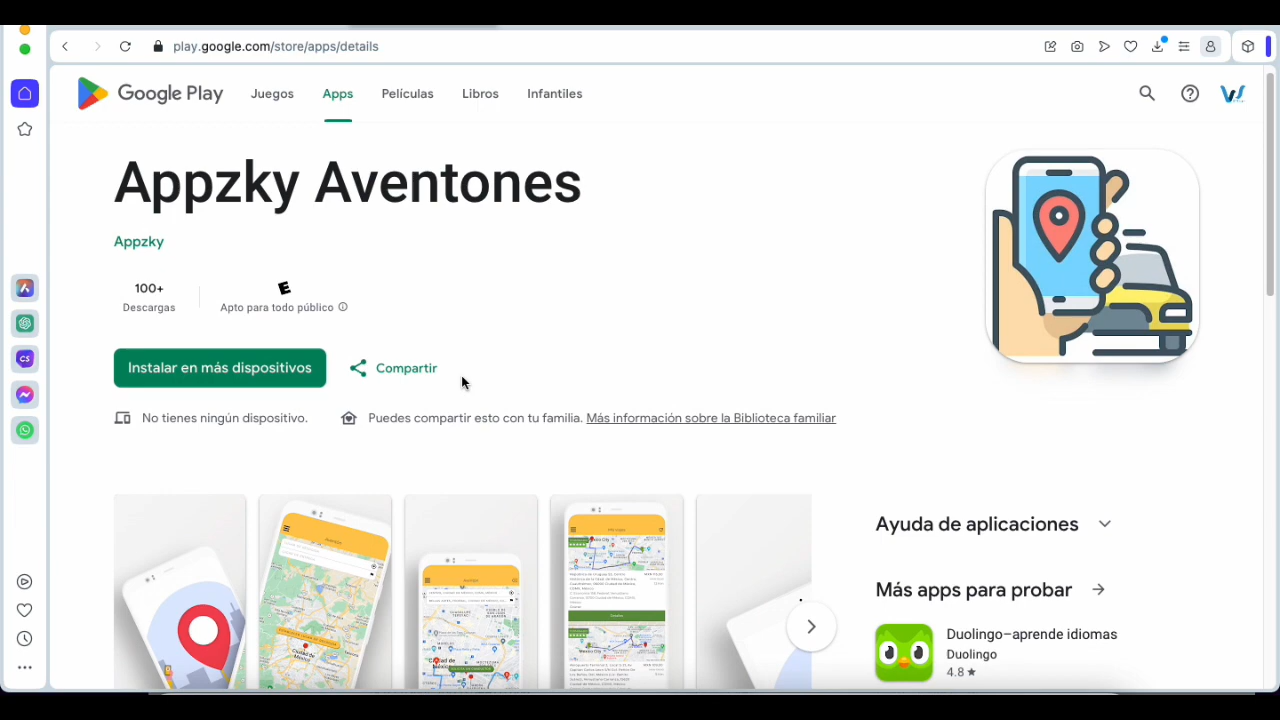 play.google.com/store/apps/details
Google Play
Juegos
Apps
Películas
Libros
Infantiles
Appzky Aventones
Appzky
100+
Descargas
E
Apto para todo público
Instalar en más dispositivos
Compartir
No tienes ningún dispositivo.
Puedes compartir esto con tu familia. Más información sobre la Biblioteca familiar
Ayuda de aplicaciones
Más apps para probar
Duolingo-aprende idiomas
Duolingo
4.8★